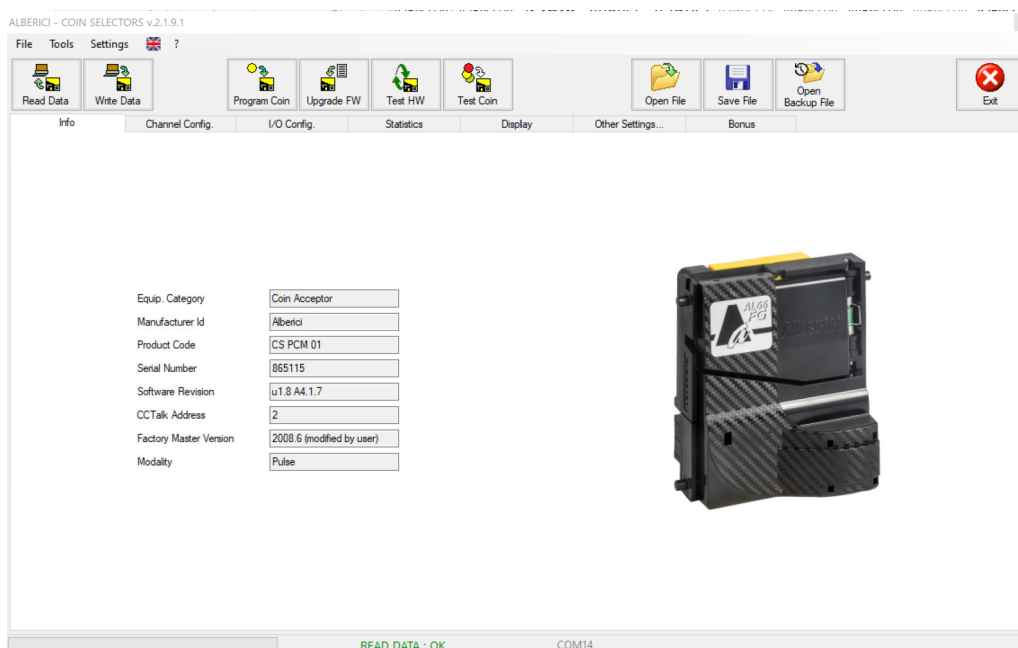 ALBERICI - COIN SELECTORS v.2.1.9.1
File Tools Settings ?
Read Data Write Data Program Coin Upgrade FW Test HW Test Coin Open File Save File Open Backup File Exit
Info Channel Config. I/O Config. Statistics Display Other Settings... Bonus
Equip. Category Coin Acceptor
Manufacturer Id Alberici
Product Code CS PCM 01
Serial Number 865115
Software Revision u1.8 A4.1.7
CCTalk Address 2
Factory Master Version 2008.6 (modified by user)
Modality Pulse
AL66
FG
Alberici
READ DATA : OK COM14